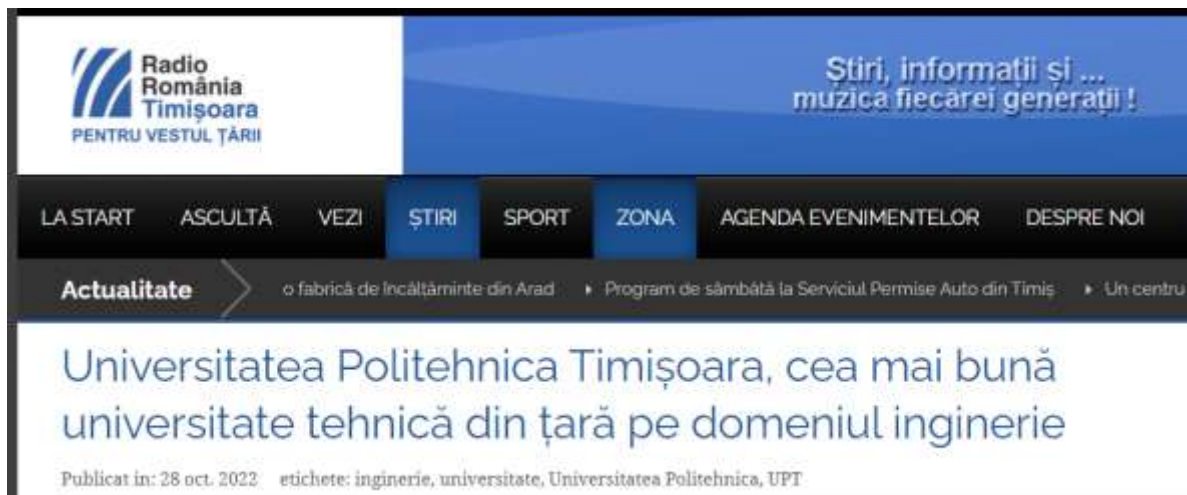 Radio
România
Timișoara
PENTRU VESTUL ȚĂRII
Știri, informații și ...
muzica fiecărei generații !
LA START ASCULTĂ VEZI ȘTIRI SPORT ZONA AGENDA EVENIMENTELOR DESPRE NOI
Actualitate o fabrică de încălțăminte din Arad Program de sâmbătă la Serviciul Permise Auto din Timiș Un centru
Universitatea Politehnica Timișoara, cea mai bună
universitate tehnică din țară pe domeniul inginerie
Publicat in: 28 oct. 2022 etichete: inginerie, universitate, Universitatea Politehnica, UPT